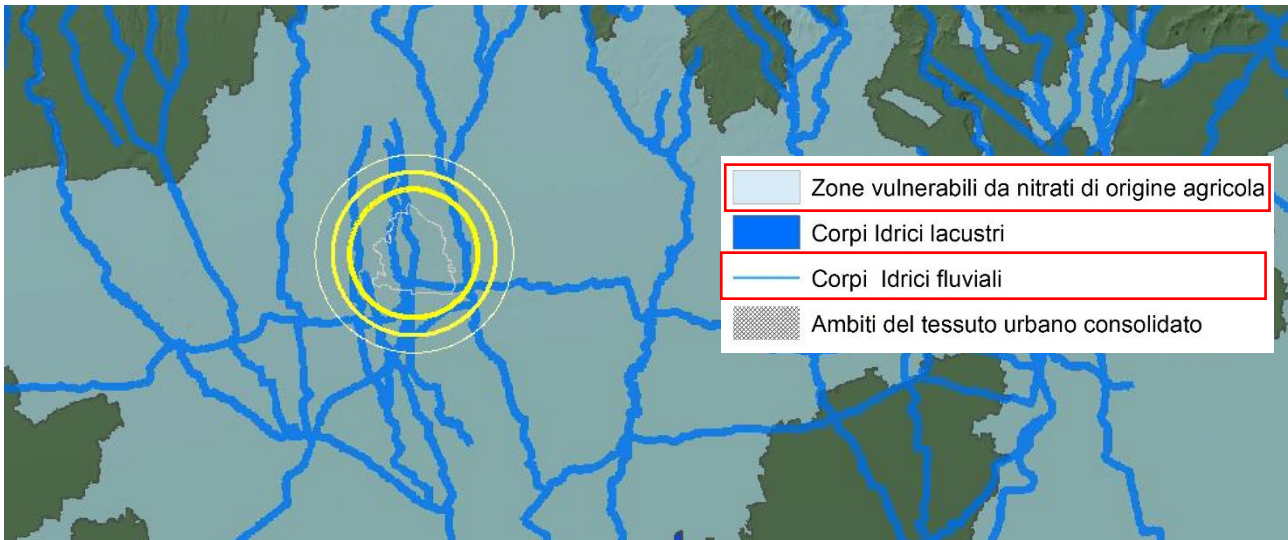 Zone vulnerabili da nitrati di origine agricola
Corpi Idrici lacustri
Corpi  Idrici fluviali
Ambiti del tessuto urbano consolidato